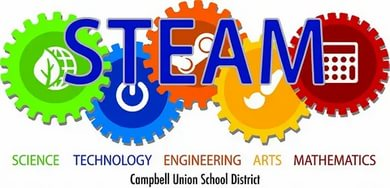 STEAM
SCIENCE TECHNOLOGY ENGINEERING ARTS MATHEMATICS
Campbell Union School District